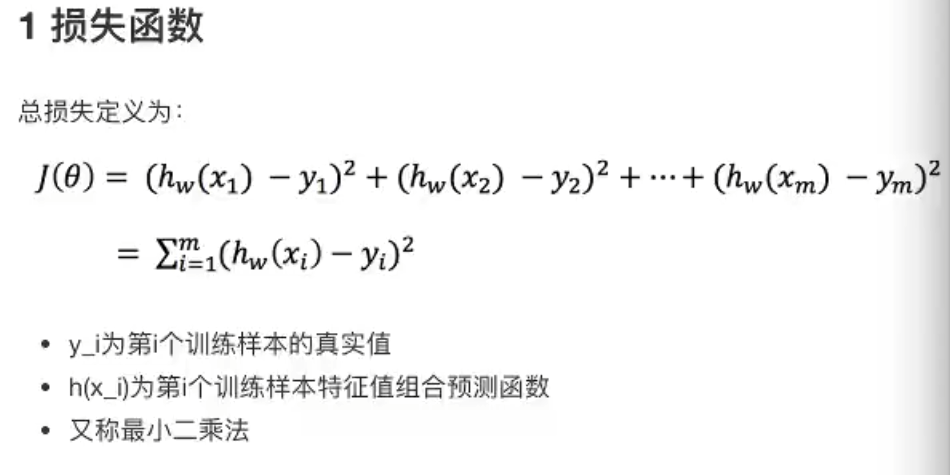 1 损失函数
总损失定义为：
J(θ) = (h_w(x_1) − y_1)² + (h_w(x_2) − y_2)² + ⋯ + (h_w(x_m) − y_m)²
= ∑_{i=1}^{m}(h_w(x_i) − y_i)²
• y_i为第i个训练样本的真实值
• h(x_i)为第i个训练样本特征值组合预测函数
• 又称最小二乘法